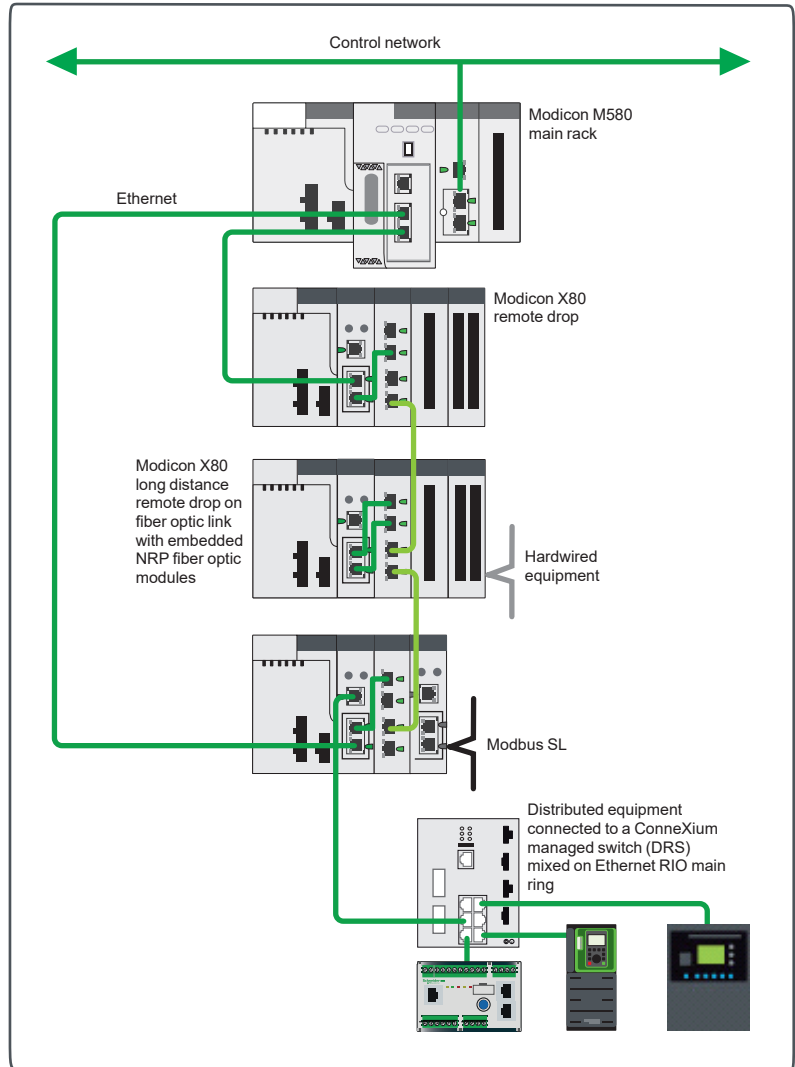 Control network
Modicon M580
main rack
Ethernet
Modicon X80
remote drop
Modicon X80
long distance
remote drop on
fiber optic link
with embedded
NRP fiber optic
modules
Hardwired
equipment
Modbus SL
Distributed equipment
connected to a ConneXium
managed switch (DRS)
mixed on Ethernet RIO main
ring